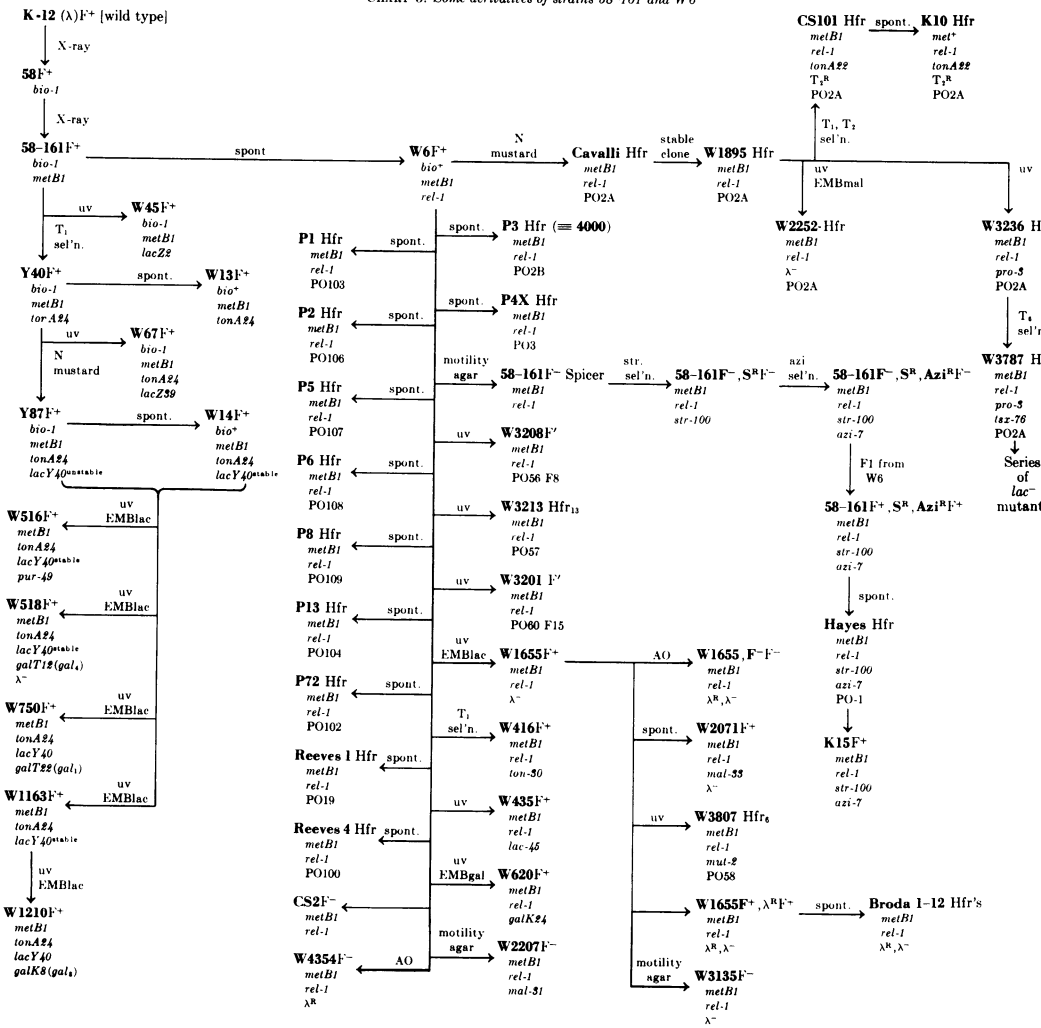 CHART 3. Some derivatives of strains 58-161 and W6
K-12 (λ)F⁺ [wild type]
X-ray
58F⁺
bio-1
X-ray
58-161F⁺
bio-1
metB1
uv
W45F⁺
bio-1
metB1
lacZ2
T₁
sel'n.
Y40F⁺
bio-1
metB1
torA24
spont.
W13F⁺
bio⁺
metB1
tonA24
uv
W67F⁺
bio-1
metB1
tonA24
lacZ39
N
mustard
Y87F⁺
bio-1
metB1
tonA24
lacY40ᵘⁿˢᵗᵃᵇˡᵉ
spont.
W14F⁺
bio⁺
metB1
tonA24
lacY40ˢᵗᵃᵇˡᵉ
uv
EMBlac
W516F⁺
metB1
tonA24
lacY40ˢᵗᵃᵇˡᵉ
pur-49
uv
EMBlac
W518F⁺
metB1
tonA24
lacY40ˢᵗᵃᵇˡᵉ
galT12(gal₄)
λ⁻
uv
EMBlac
W750F⁺
metB1
tonA24
lacY40
galT22(gal₁)
uv
EMBlac
W1163F⁺
metB1
tonA24
lacY40ˢᵗᵃᵇˡᵉ
uv
EMBlac
W1210F⁺
metB1
tonA24
lacY40
galK8(gal₈)
spont
W6F⁺
bio⁺
metB1
rel-1
N
mustard
Cavalli Hfr
metB1
rel-1
PO2A
stable
clone
W1895 Hfr
metB1
rel-1
PO2A
T₁, T₂
sel'n.
CS101 Hfr
metB1
rel-1
tonA22
T₂ᴿ
PO2A
spont.
K10 Hfr
met⁺
rel-1
tonA22
T₂ᴿ
PO2A
uv
EMBmal
W2252-Hfr
metB1
rel-1
λ⁻
PO2A
uv
W3236 H
metB1
rel-1
pro-3
PO2A
T₆
sel'n
W3787 H
metB1
rel-1
pro-3
tsx-76
PO2A
Series
of
lac⁻
mutant
spont.
P1 Hfr
metB1
rel-1
PO103
spont.
P2 Hfr
metB1
rel-1
PO106
spont.
P5 Hfr
metB1
rel-1
PO107
spont.
P6 Hfr
metB1
rel-1
PO108
spont.
P8 Hfr
metB1
rel-1
PO109
spont.
P13 Hfr
metB1
rel-1
PO104
spont.
P72 Hfr
metB1
rel-1
PO102
spont.
Reeves 1 Hfr
metB1
rel-1
PO19
spont.
Reeves 4 Hfr
metB1
rel-1
PO100
CS2F⁻
metB1
rel-1
AO
W4354F⁻
metB1
rel-1
λᴿ
spont.
P3 Hfr (≡ 4000)
metB1
rel-1
PO2B
spont.
P4X Hfr
metB1
rel-1
PO3
motility
agar
58-161F⁻ Spicer
metB1
rel-1
str.
sel'n.
58-161F⁻,SᴿF⁻
metB1
rel-1
str-100
azi
sel'n.
58-161F⁻,Sᴿ,AziᴿF⁻
metB1
rel-1
str-100
azi-7
F1 from
W6
58-161F⁺,Sᴿ,AziᴿF⁺
metB1
rel-1
str-100
azi-7
spont.
Hayes Hfr
metB1
rel-1
str-100
azi-7
PO-1
K15F⁺
metB1
rel-1
str-100
azi-7
uv
W3208F′
metB1
rel-1
PO56 F8
uv
W3213 Hfr₁₃
metB1
rel-1
PO57
uv
W3201 F′
metB1
rel-1
PO60 F15
uv
EMBlac
W1655F⁺
metB1
rel-1
λ⁻
T₁
sel'n.
W416F⁺
metB1
rel-1
ton-30
uv
W435F⁺
metB1
rel-1
lac-45
uv
EMBgal
W620F⁺
metB1
rel-1
galK24
motility
agar
W2207F⁻
metB1
rel-1
mal-31
AO
W1655,F⁻F⁻
metB1
rel-1
λᴿ,λ⁻
spont.
W2071F⁺
metB1
rel-1
mal-33
λ⁻
uv
W3807 Hfr₆
metB1
rel-1
mut-2
PO58
W1655F⁺,λᴿF⁺
metB1
rel-1
λᴿ,λ⁻
spont.
Broda 1-12 Hfr's
metB1
rel-1
λᴿ,λ⁻
motility
agar
W3135F⁻
metB1
rel-1
λ⁻